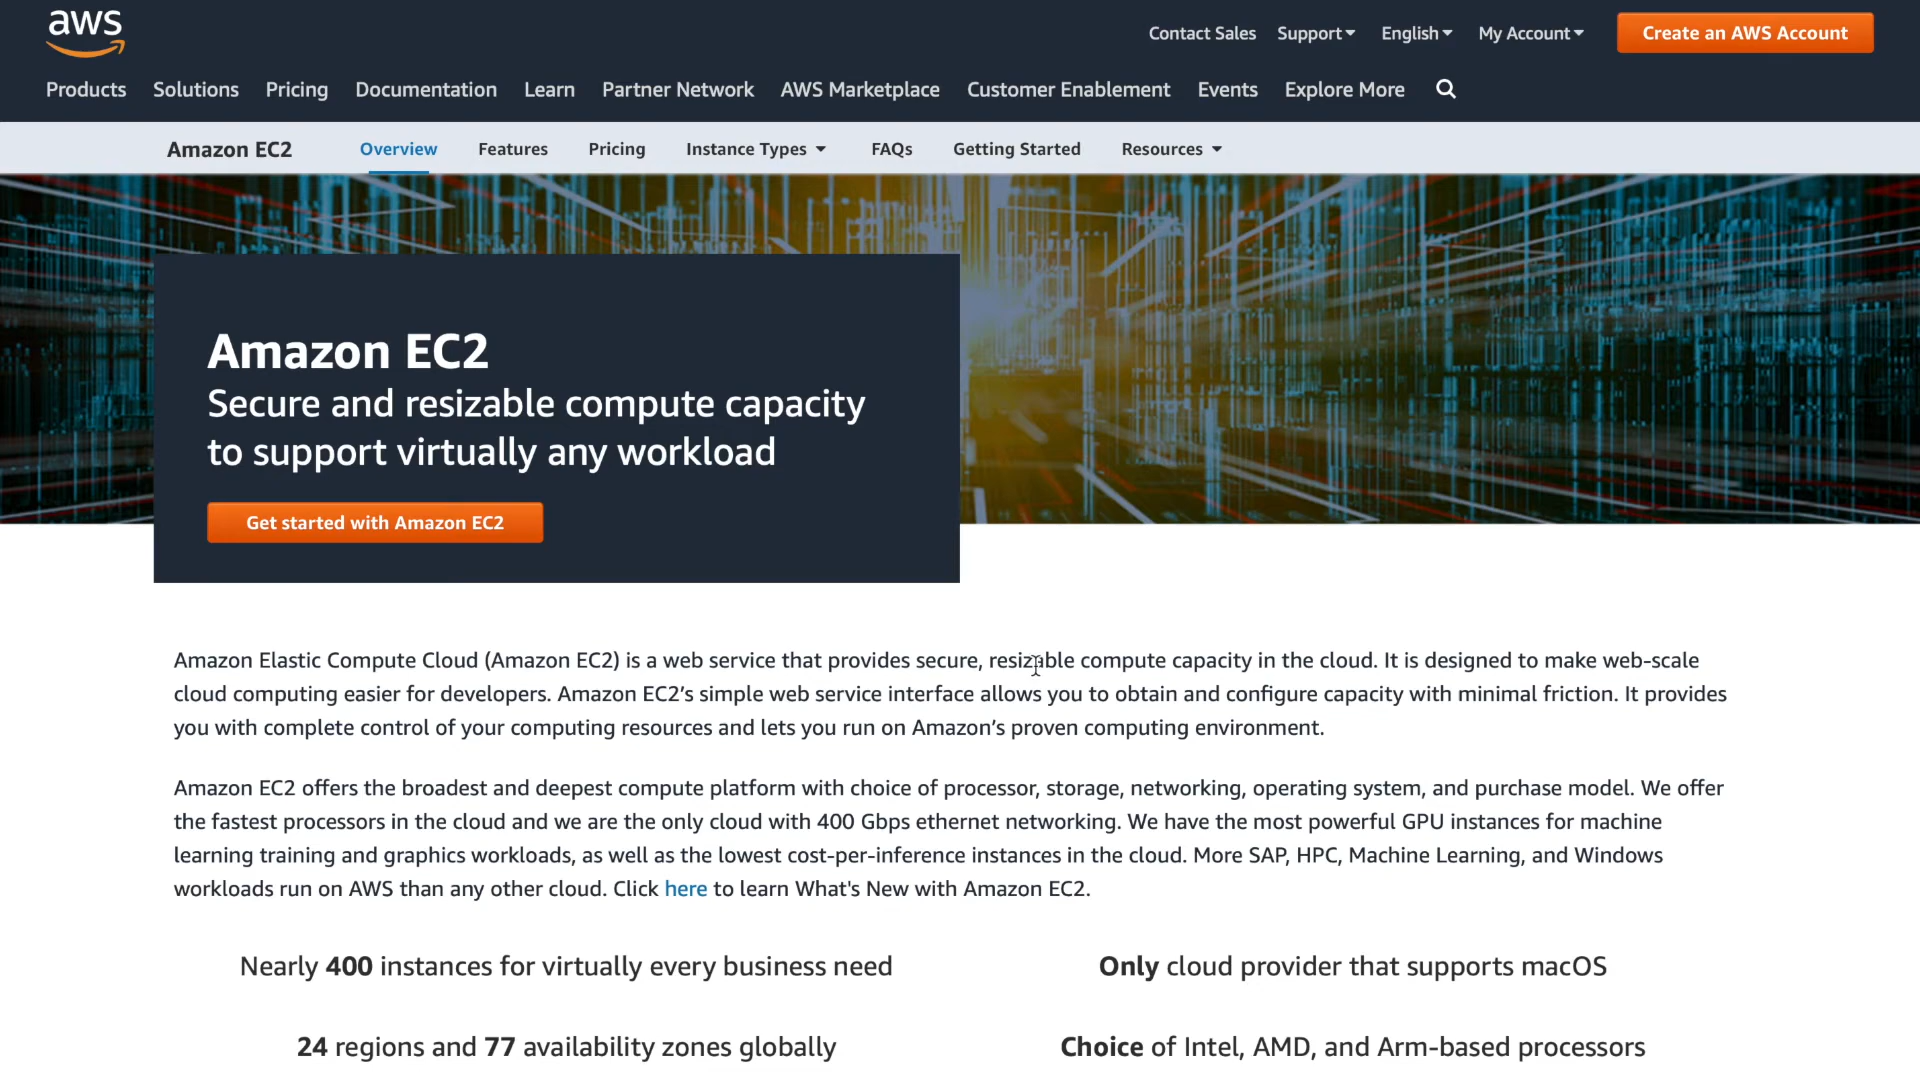 aws
Contact Sales Support English My Account Create an AWS Account
Products Solutions Pricing Documentation Learn Partner Network AWS Marketplace Customer Enablement Events Explore More
Amazon EC2 Overview Features Pricing Instance Types FAQs Getting Started Resources
Amazon EC2
Secure and resizable compute capacity
to support virtually any workload
Get started with Amazon EC2
Amazon Elastic Compute Cloud (Amazon EC2) is a web service that provides secure, resizable compute capacity in the cloud. It is designed to make web-scale
cloud computing easier for developers. Amazon EC2’s simple web service interface allows you to obtain and configure capacity with minimal friction. It provides
you with complete control of your computing resources and lets you run on Amazon’s proven computing environment.
Amazon EC2 offers the broadest and deepest compute platform with choice of processor, storage, networking, operating system, and purchase model. We offer
the fastest processors in the cloud and we are the only cloud with 400 Gbps ethernet networking. We have the most powerful GPU instances for machine
learning training and graphics workloads, as well as the lowest cost-per-inference instances in the cloud. More SAP, HPC, Machine Learning, and Windows
workloads run on AWS than any other cloud. Click here to learn What's New with Amazon EC2.
Nearly 400 instances for virtually every business need
Only cloud provider that supports macOS
24 regions and 77 availability zones globally
Choice of Intel, AMD, and Arm-based processors